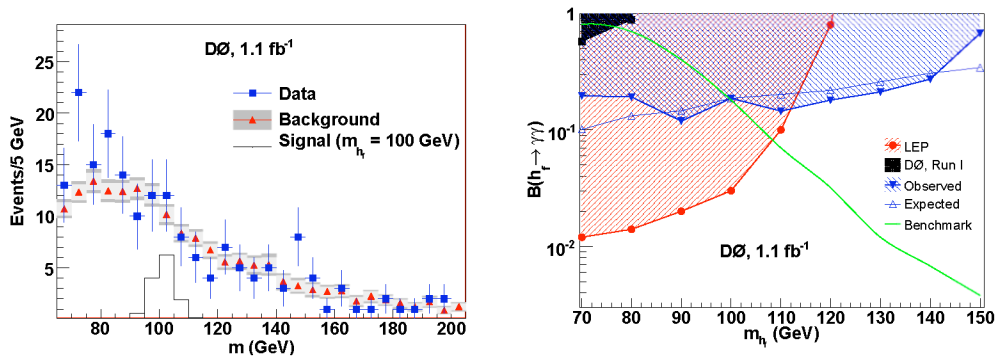 DØ, 1.1 fb⁻¹
Data
Background
Signal (m_hf = 100 GeV)
Events/5 GeV
25
20
15
10
5
80 100 120 140 160 180 200
m (GeV)
B(h_f → γγ)
1
10⁻¹
10⁻²
LEP
DØ, Run I
Observed
Expected
Benchmark
DØ, 1.1 fb⁻¹
70 80 90 100 110 120 130 140 150
m_hf (GeV)